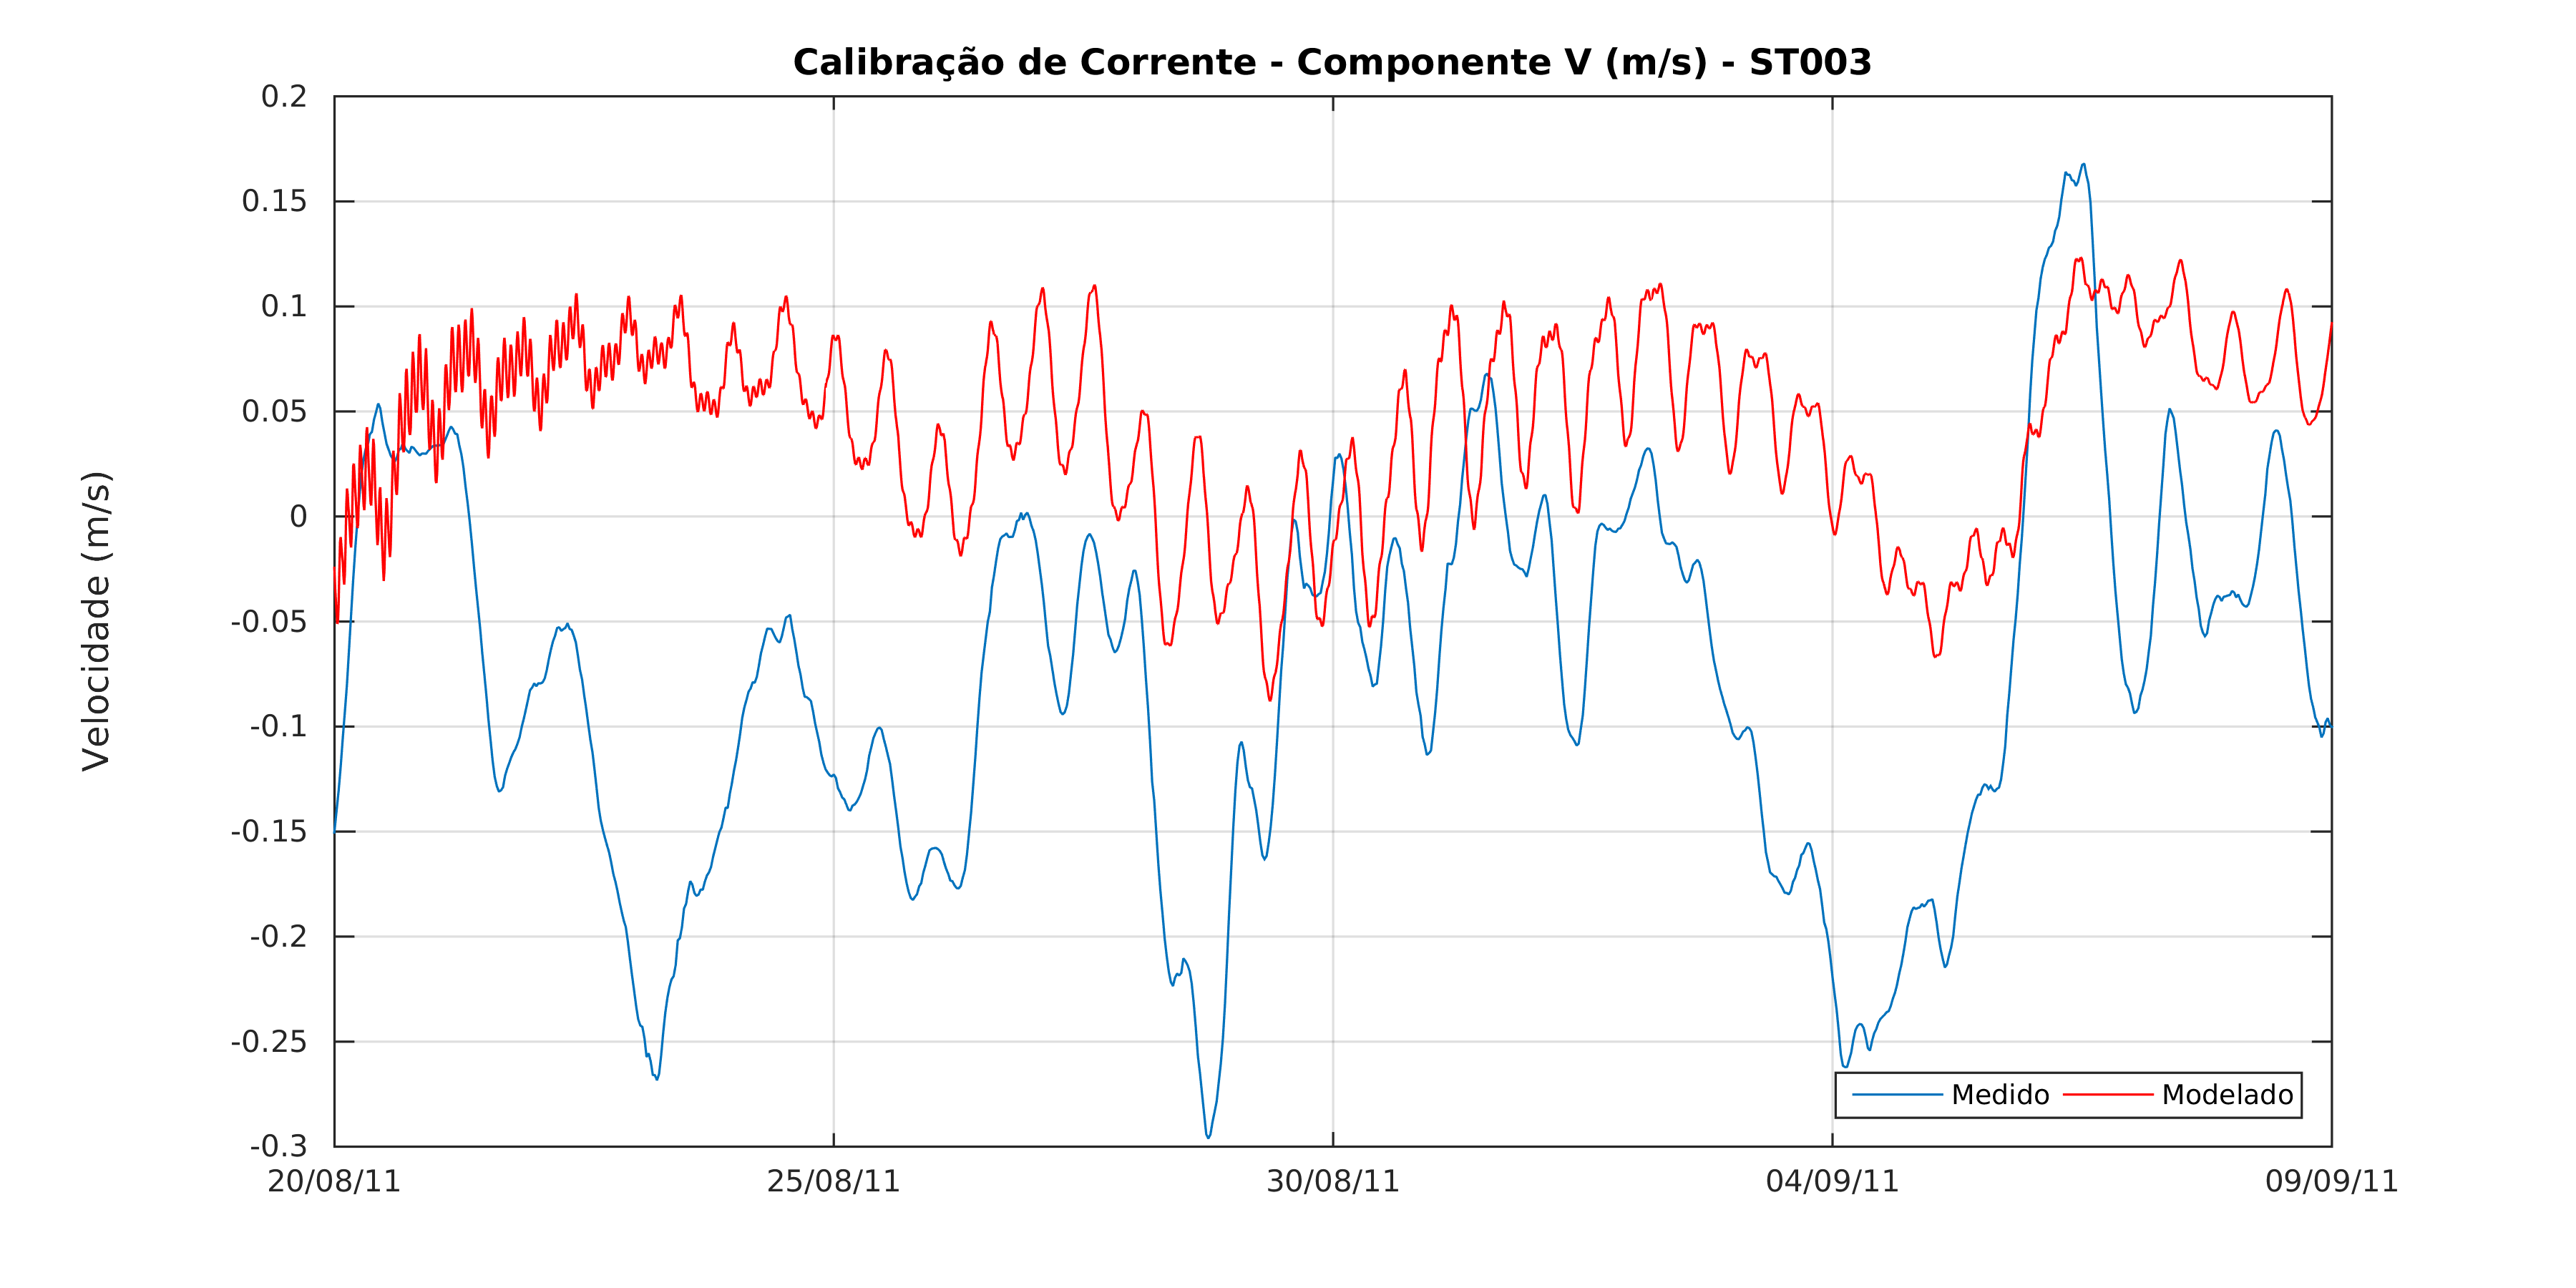 Calibração de Corrente - Componente V (m/s) - ST003
Velocidade (m/s)
0.2
0.15
0.1
0.05
0
-0.05
-0.1
-0.15
-0.2
-0.25
-0.3
20/08/11 25/08/11 30/08/11 04/09/11 09/09/11
Medido Modelado